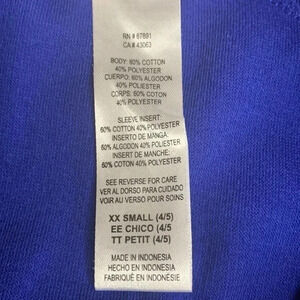 RN # 67891
CA # 43063
BODY: 60% COTTON
40% POLYESTER
CUERPO: 60% ALGODON
40% POLYESTER
CORPS: 60% COTON
40% POLYESTER
SLEEVE INSERT:
60% COTTON 40% POLYESTER
INSERTO DE MANGA:
60% ALGODON 40% POLIESTER
INSERT DE MANCHE:
60% COTON 40% POLYESTER
SEE REVERSE FOR CARE
VER AL DORSO PARA CUIDADO
VOIR AU VERSO POUR SOINS
XX SMALL (4/5)
EE CHICO (4/5)
TT PETIT (4/5)
MADE IN INDONESIA
HECHO EN INDONESIA
FABRIQUÉ EN INDONESIA